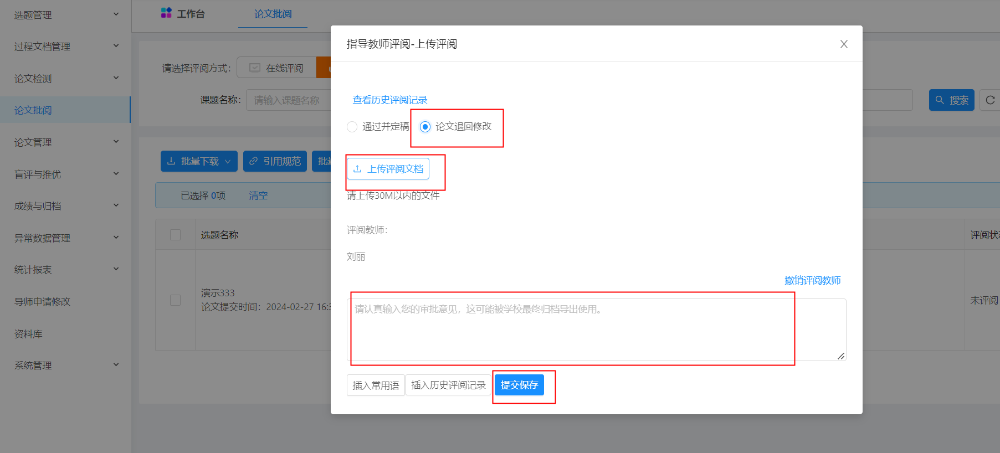 选题管理
过程文档管理
论文检测
论文批阅
论文管理
盲评与推优
成绩与归档
异常数据管理
统计报表
导师申请修改
资料库
系统管理
工作台
论文批阅
请选择评阅方式：
在线评阅
课题名称：
请输入课题名称
搜索
批量下载
引用规范
已选择 0项
清空
选题名称
评阅状
演示333
论文提交时间：2024-02-27 16:3
未评阅
指导教师评阅-上传评阅
查看历史评阅记录
通过并定稿
论文退回修改
上传评阅文档
请上传30M以内的文件
评阅教师：
刘丽
撤销评阅教师
请认真输入您的审批意见，这可能被学校最终归档导出使用。
插入常用语
插入历史评阅记录
提交保存